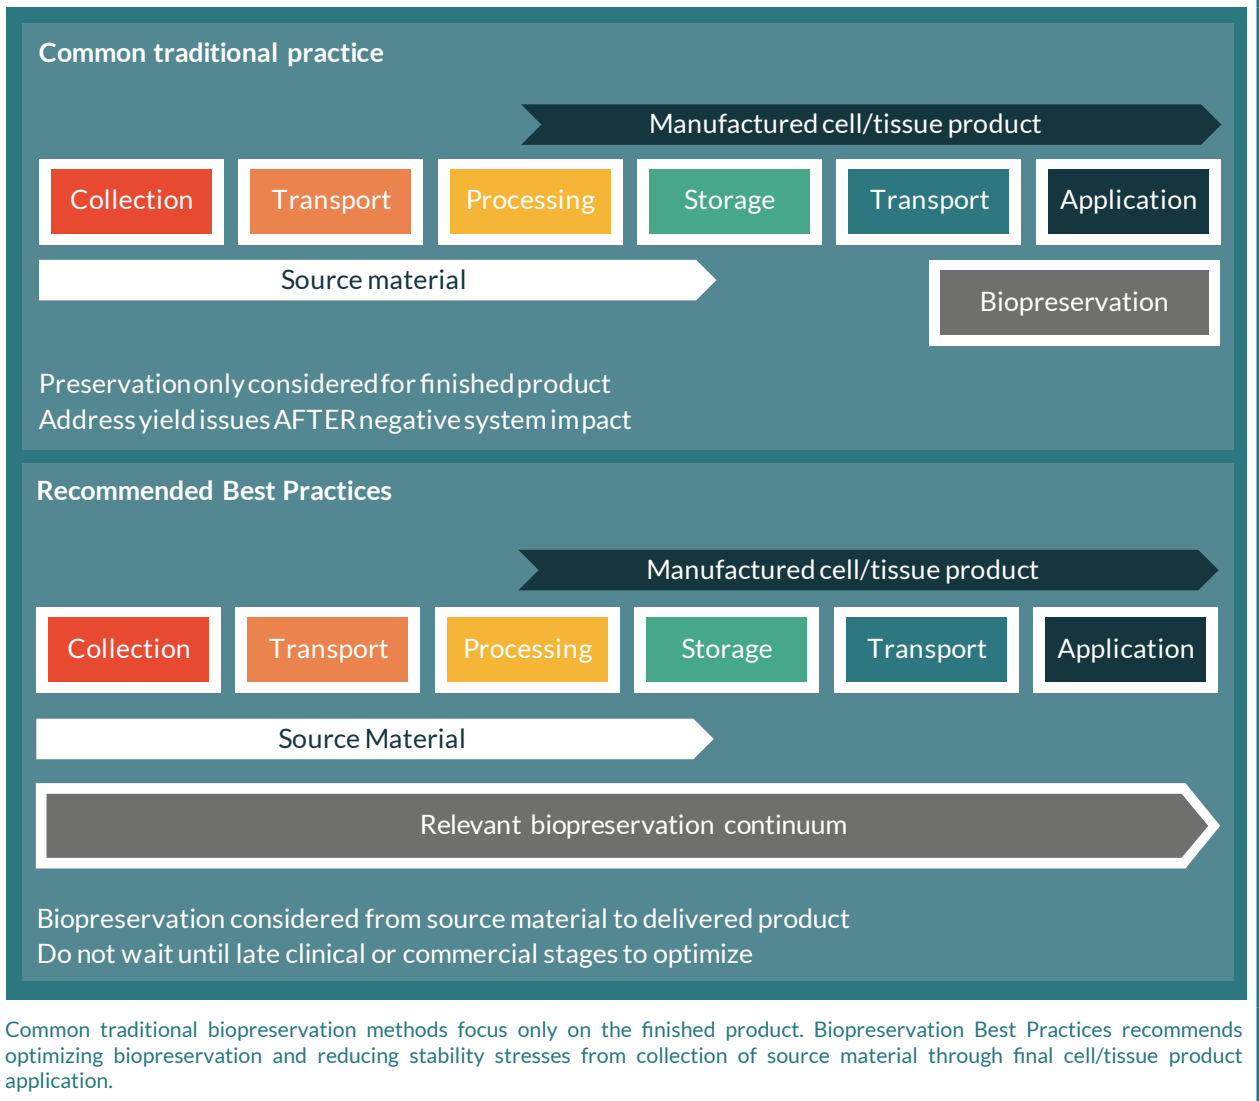 Common traditional practice
Manufactured cell/tissue product
Collection
Transport
Processing
Storage
Transport
Application
Source material
Biopreservation
Preservation only considered for finished product
Address yield issues AFTER negative system impact
Recommended Best Practices
Manufactured cell/tissue product
Collection
Transport
Processing
Storage
Transport
Application
Source Material
Relevant biopreservation continuum
Biopreservation considered from source material to delivered product
Do not wait until late clinical or commercial stages to optimize
Common traditional biopreservation methods focus only on the finished product. Biopreservation Best Practices recommends
optimizing biopreservation and reducing stability stresses from collection of source material through final cell/tissue product
application.